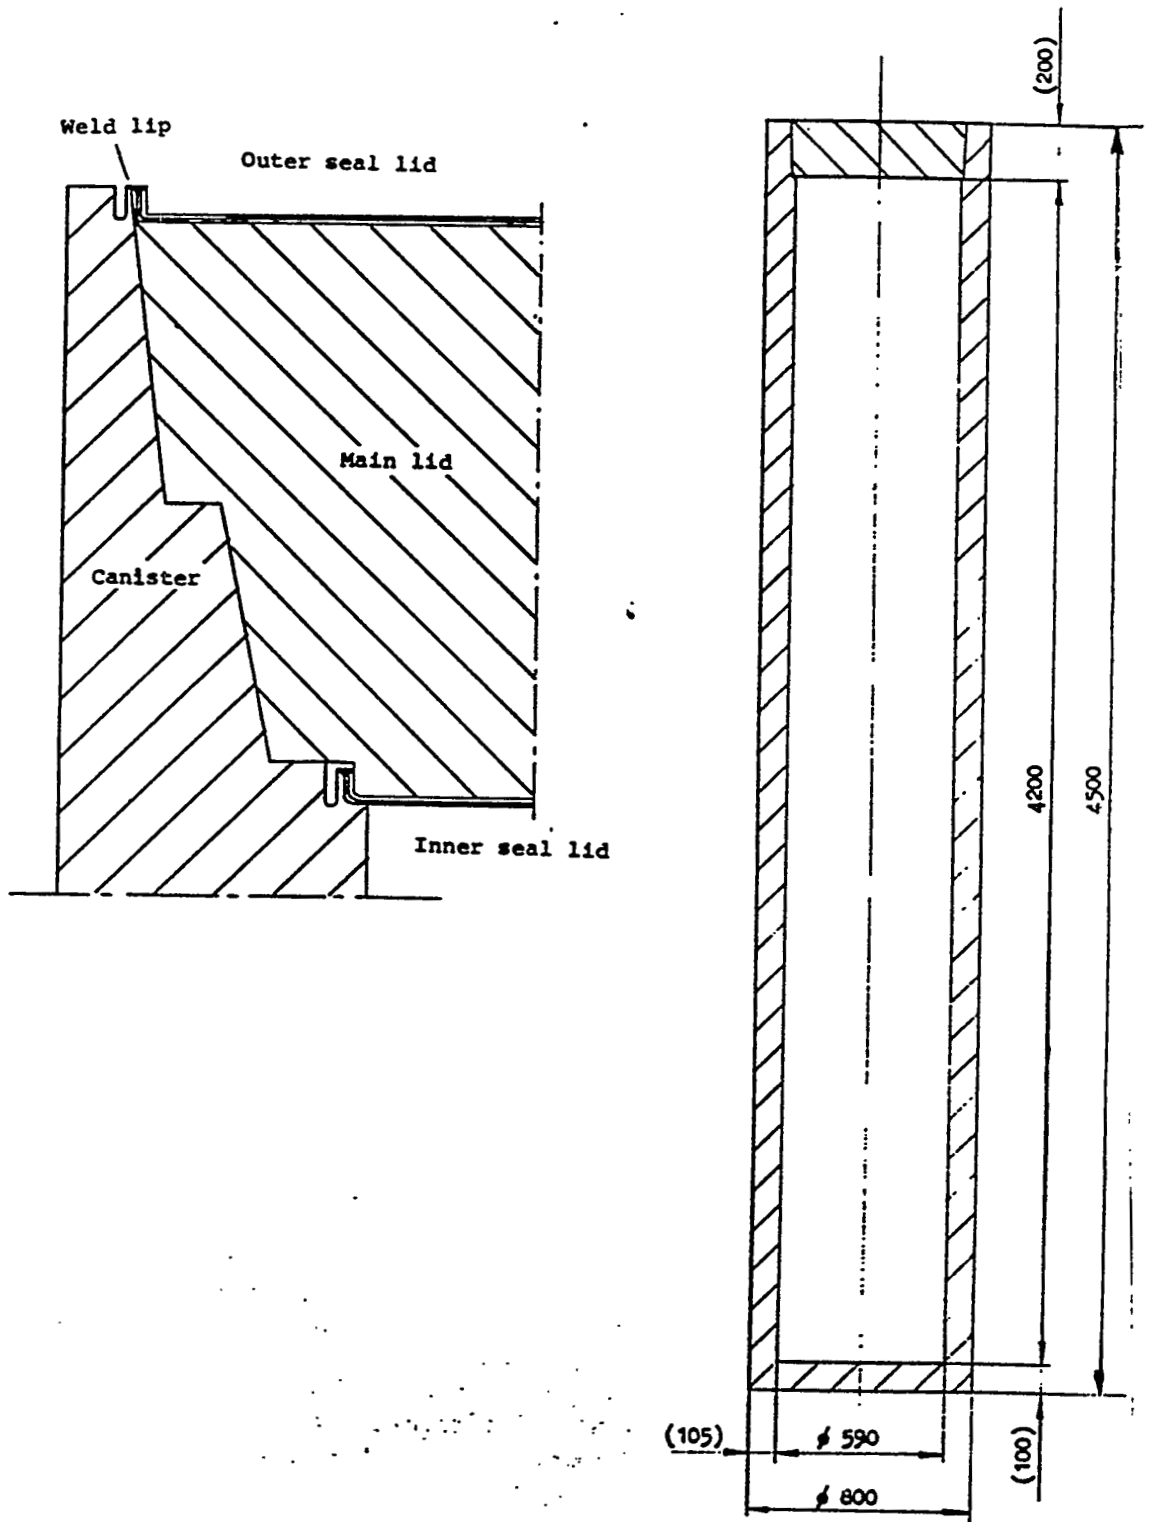 Weld lip
Outer seal lid
Main lid
Canister
Inner seal lid
(200)
4200
4500
(105)
ϕ 590
(100)
ϕ 800